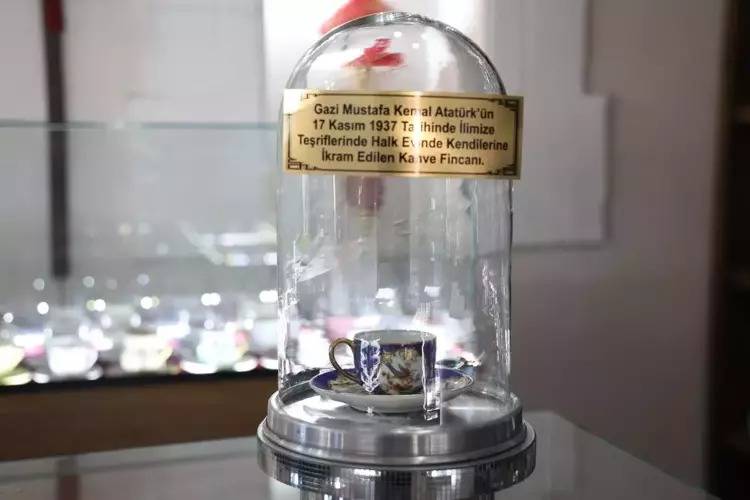 Gazi Mustafa Kemal Atatürk'ün
17 Kasım 1937 Tarihinde İlimize
Teşriflerinde Halk Evinde Kendilerine
İkram Edilen Kahve Fincanı.